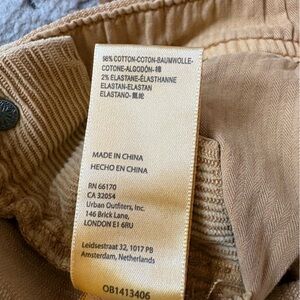 98% COTTON-COTON-BAUMWOLLE-
COTONE-ALGODÓN-棉
2% ELASTANE-ÉLASTHANNE
ELASTAN-ELASTAN
ELASTANO-氨纶
MADE IN CHINA
HECHO EN CHINA
RN 66170
CA 32054
Urban Outfitters, Inc.
146 Brick Lane,
LONDON E1 6RU
Leidsestraat 32, 1017 PB
Amsterdam, Netherlands
OB1413406